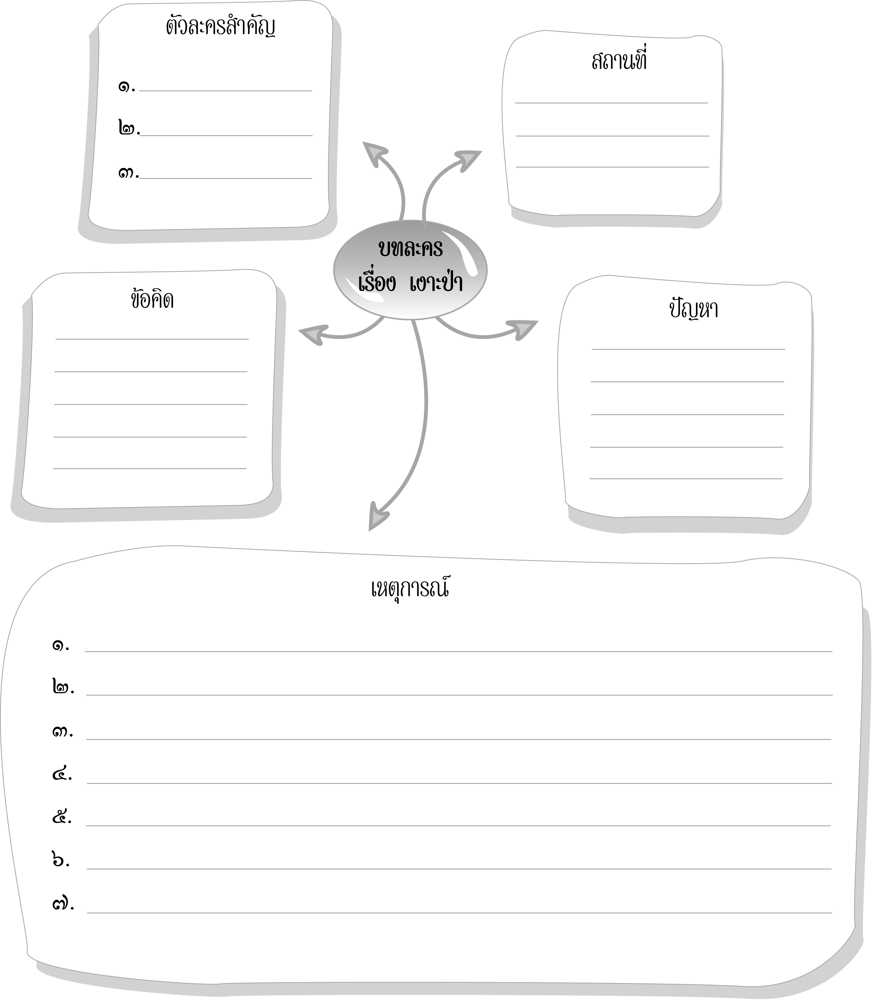 ตัวละครสำคัญ
๑.
๒.
๓.
สถานที่
บทละคร
เรื่อง เงาะป่า
ข้อคิด
ปัญหา
เหตุการณ์
๑.
๒.
๓.
๔.
๕.
๖.
๗.